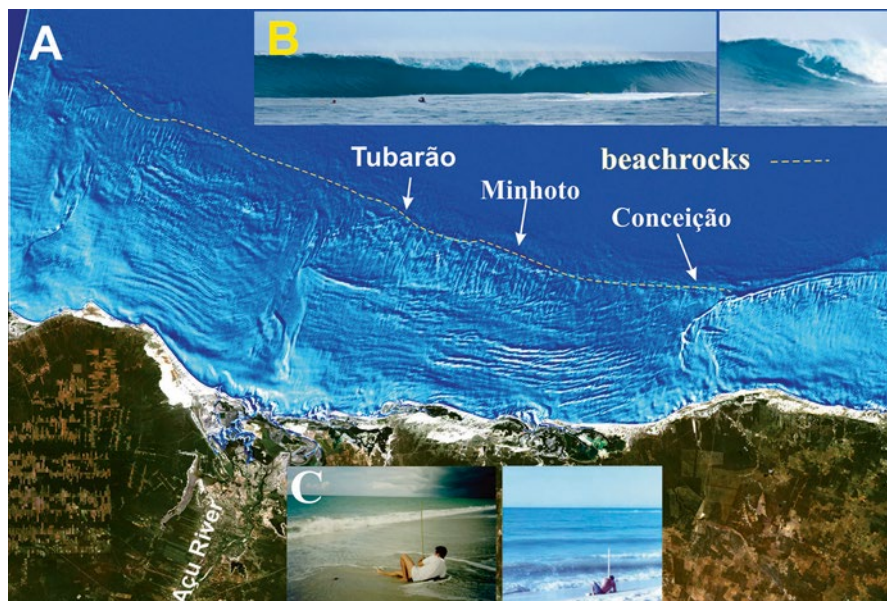 A
B
Tubarão
beachrocks
Minhoto
Conceição
C
Açu River